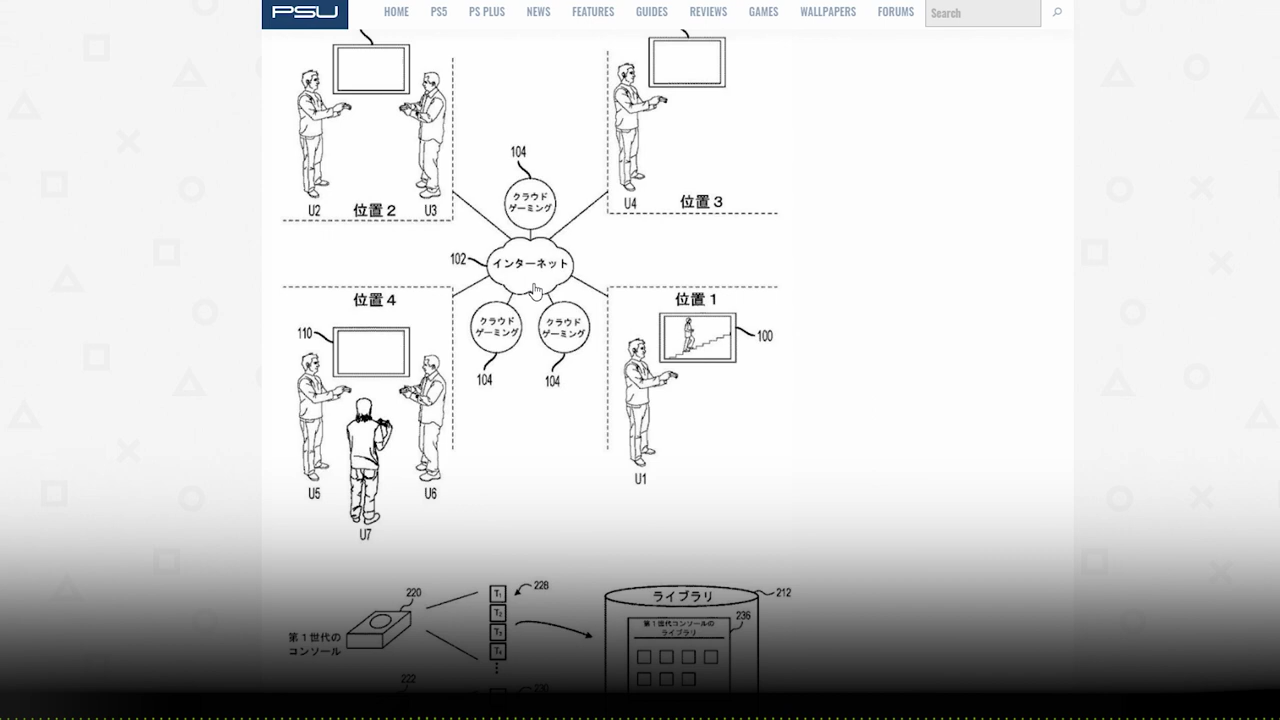 PSU
HOME PS5 PS PLUS NEWS FEATURES GUIDES REVIEWS GAMES WALLPAPERS FORUMS Search
U2 位置2 U3
U4 位置3
104
クラウド
ゲーミング
102
インターネット
位置4
110
U5 U6
U7
クラウド
ゲーミング
104
クラウド
ゲーミング
104
位置1
100
U1
220
第1世代の
コンソール
228
T1
T2
T3
T4
ライブラリ
212
236
第1世代コンソールの
ライブラリ
222
230